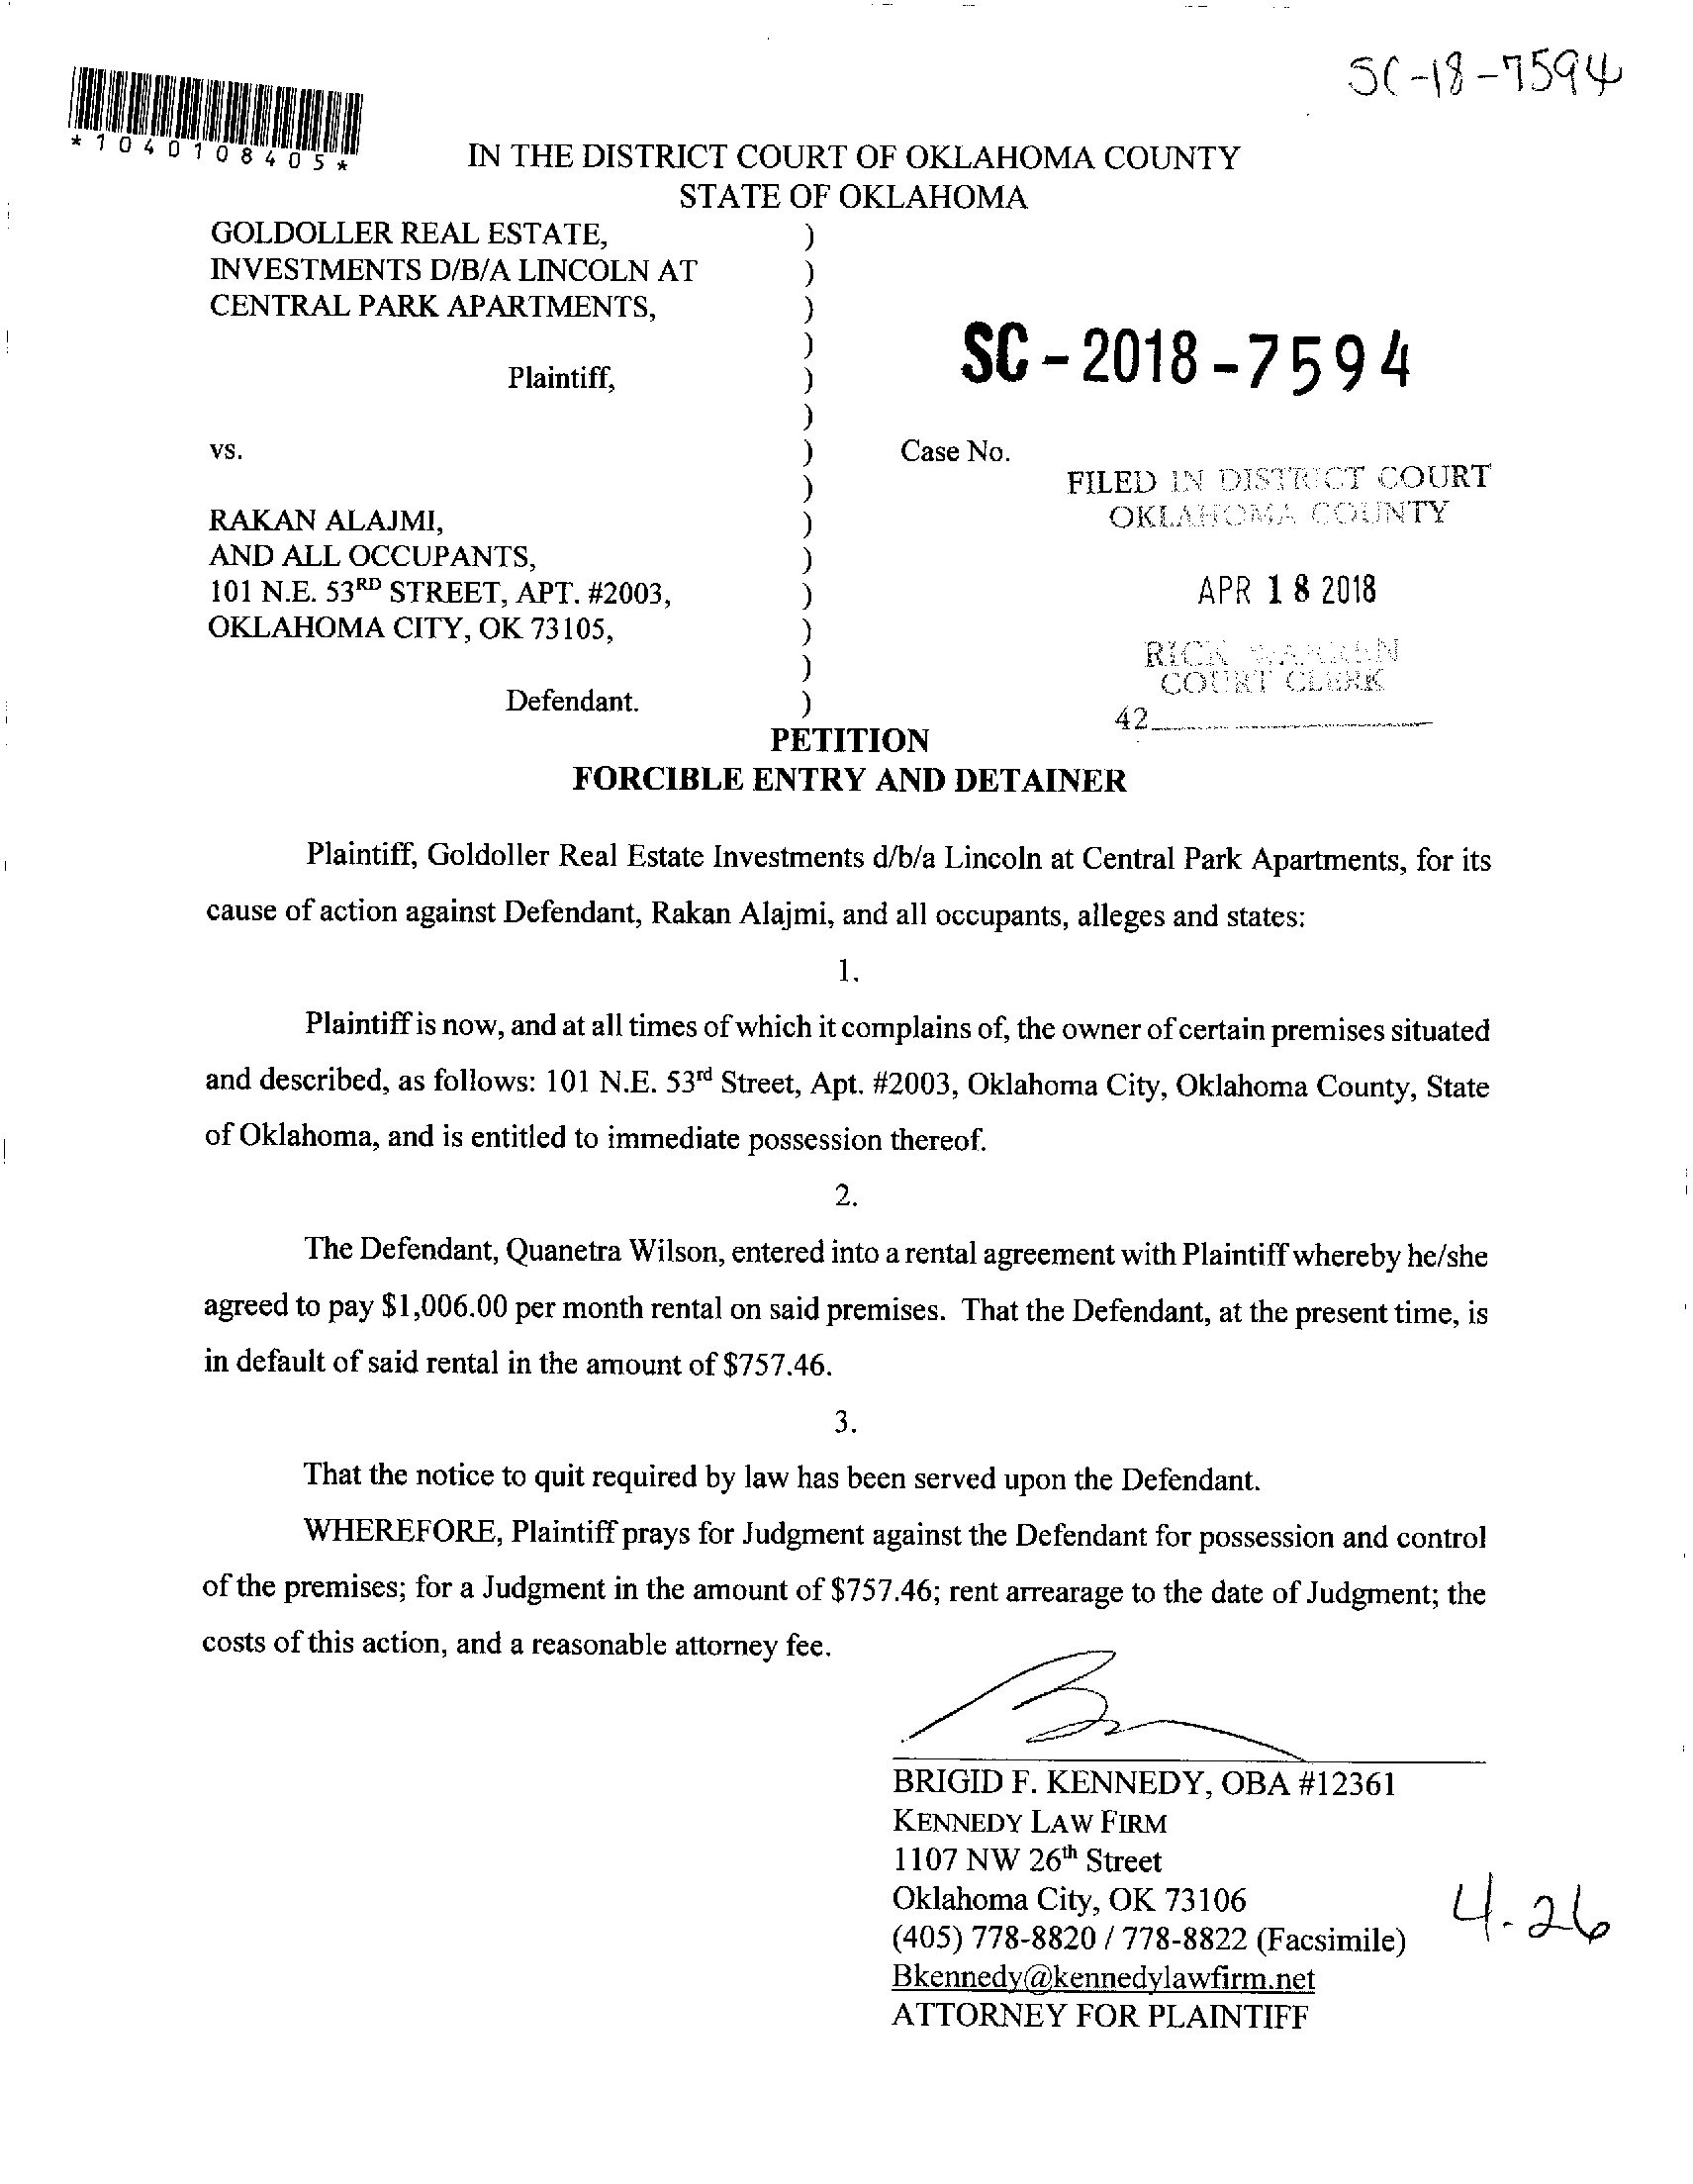 SC-18-7594
*1040108405*
IN THE DISTRICT COURT OF OKLAHOMA COUNTY
STATE OF OKLAHOMA
GOLDOLLER REAL ESTATE, )
INVESTMENTS D/B/A LINCOLN AT )
CENTRAL PARK APARTMENTS, )
)
SC-2018-7594
Plaintiff, )
)
vs. ) Case No.
)
FILED IN DISTRICT COURT
OKLAHOMA COUNTY
RAKAN ALAJMI, )
AND ALL OCCUPANTS, )
101 N.E. 53RD STREET, APT. #2003, )
APR 18 2018
OKLAHOMA CITY, OK 73105, )
)
RICK WARREN
COURT CLERK
Defendant. )
42
PETITION
FORCIBLE ENTRY AND DETAINER
Plaintiff, Goldoller Real Estate Investments d/b/a Lincoln at Central Park Apartments, for its
cause of action against Defendant, Rakan Alajmi, and all occupants, alleges and states:
1.
Plaintiff is now, and at all times of which it complains of, the owner of certain premises situated
and described, as follows: 101 N.E. 53rd Street, Apt. #2003, Oklahoma City, Oklahoma County, State
of Oklahoma, and is entitled to immediate possession thereof.
2.
The Defendant, Quanetra Wilson, entered into a rental agreement with Plaintiff whereby he/she
agreed to pay $1,006.00 per month rental on said premises. That the Defendant, at the present time, is
in default of said rental in the amount of $757.46.
3.
That the notice to quit required by law has been served upon the Defendant.
WHEREFORE, Plaintiff prays for Judgment against the Defendant for possession and control
of the premises; for a Judgment in the amount of $757.46; rent arrearage to the date of Judgment; the
costs of this action, and a reasonable attorney fee.
BRIGID F. KENNEDY, OBA #12361
KENNEDY LAW FIRM
1107 NW 26th Street
Oklahoma City, OK 73106
(405) 778-8820 / 778-8822 (Facsimile)
Bkennedy@kennedylawfirm.net
ATTORNEY FOR PLAINTIFF
4-26